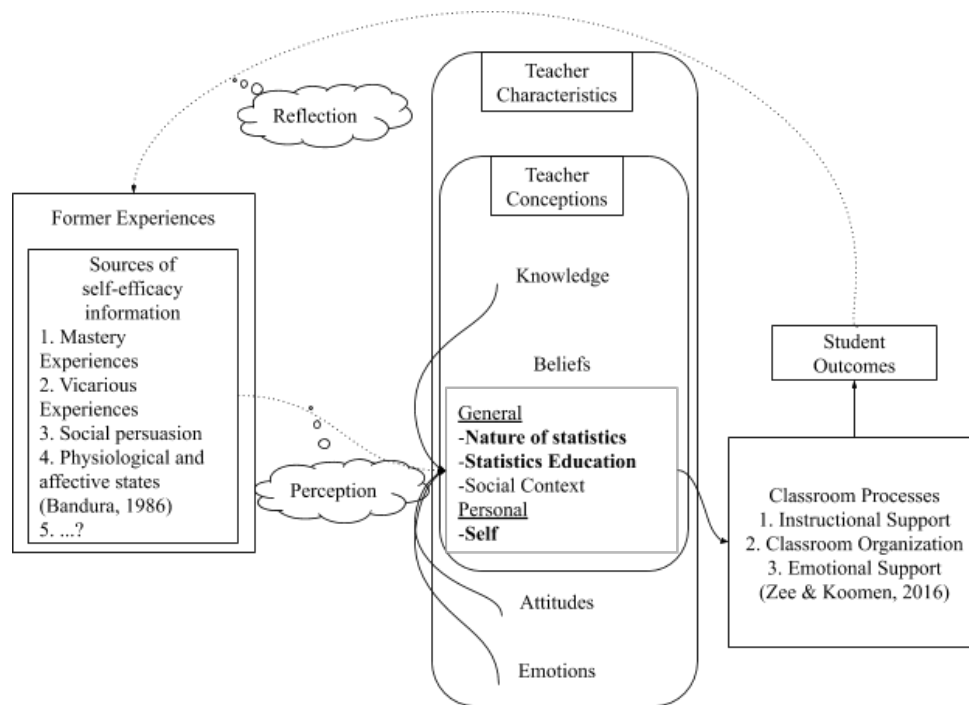 Reflection
Former Experiences
Sources of
self-efficacy
information
1. Mastery
Experiences
2. Vicarious
Experiences
3. Social persuasion
4. Physiological and
affective states
(Bandura, 1986)
5. ...?
Perception
Teacher
Characteristics
Teacher
Conceptions
Knowledge
Beliefs
General
-Nature of statistics
-Statistics Education
-Social Context
Personal
-Self
Attitudes
Emotions
Student
Outcomes
Classroom Processes
1. Instructional Support
2. Classroom Organization
3. Emotional Support
(Zee & Koomen, 2016)